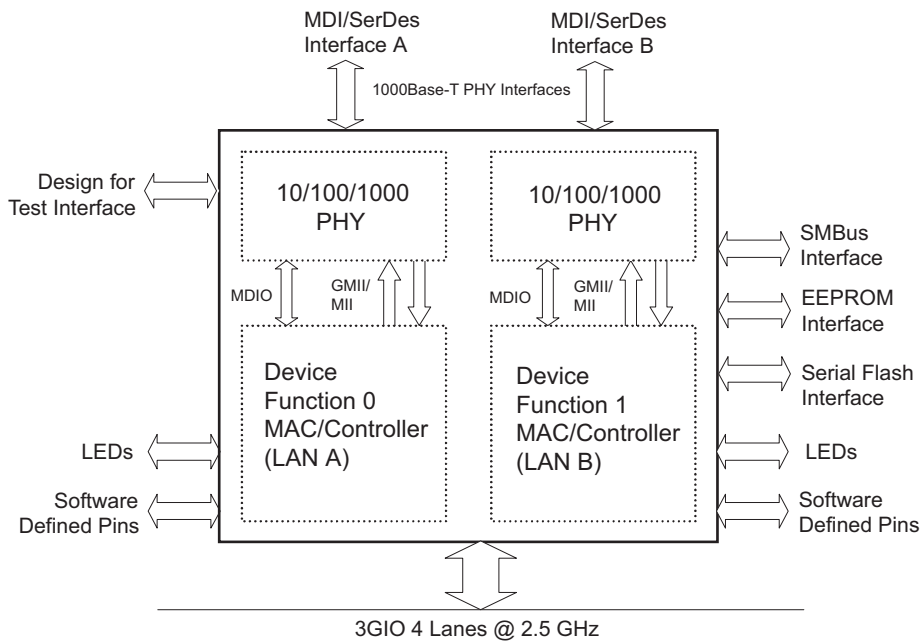 MDI/SerDes
Interface A
MDI/SerDes
Interface B
1000Base-T PHY Interfaces
Design for
Test Interface
10/100/1000
PHY
10/100/1000
PHY
SMBus
Interface
MDIO
GMII/
MII
MDIO
GMII/
MII
EEPROM
Interface
Device
Function 0
MAC/Controller
(LAN A)
Device
Function 1
MAC/Controller
(LAN B)
Serial Flash
Interface
LEDs
LEDs
Software
Defined Pins
Software
Defined Pins
3GIO 4 Lanes @ 2.5 GHz